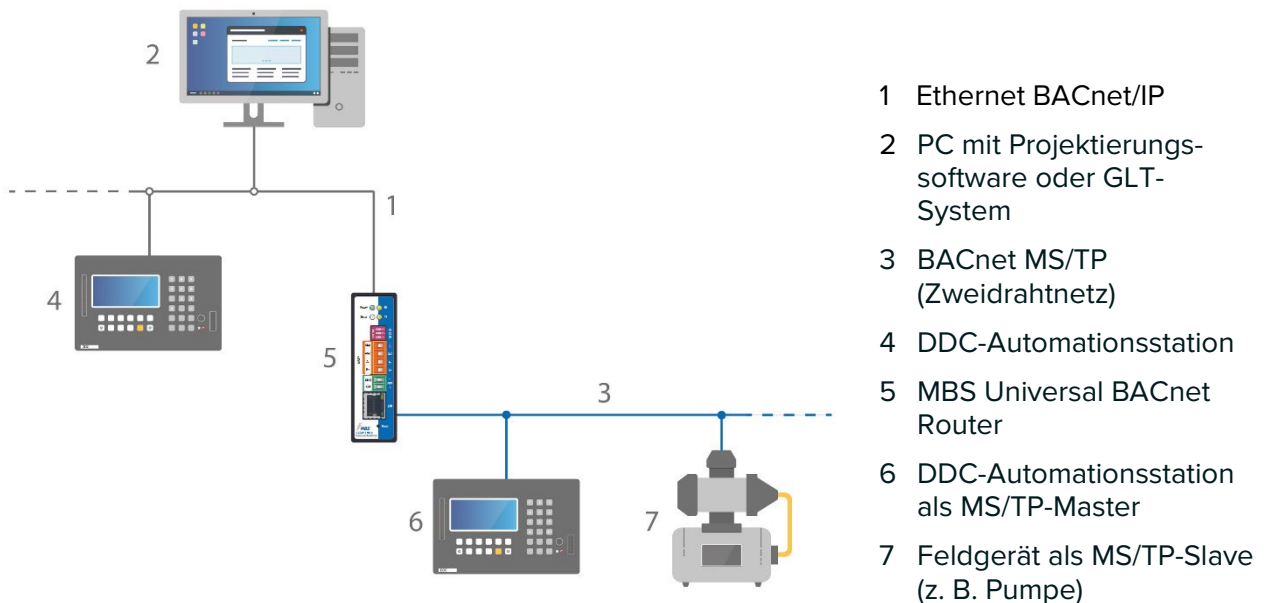 2
1
4
5
3
6
7
MBS
1 Ethernet BACnet/IP
2 PC mit Projektierungs-
software oder GLT-
System
3 BACnet MS/TP
(Zweidrahtnetz)
4 DDC-Automationsstation
5 MBS Universal BACnet
Router
6 DDC-Automationsstation
als MS/TP-Master
7 Feldgerät als MS/TP-Slave
(z. B. Pumpe)